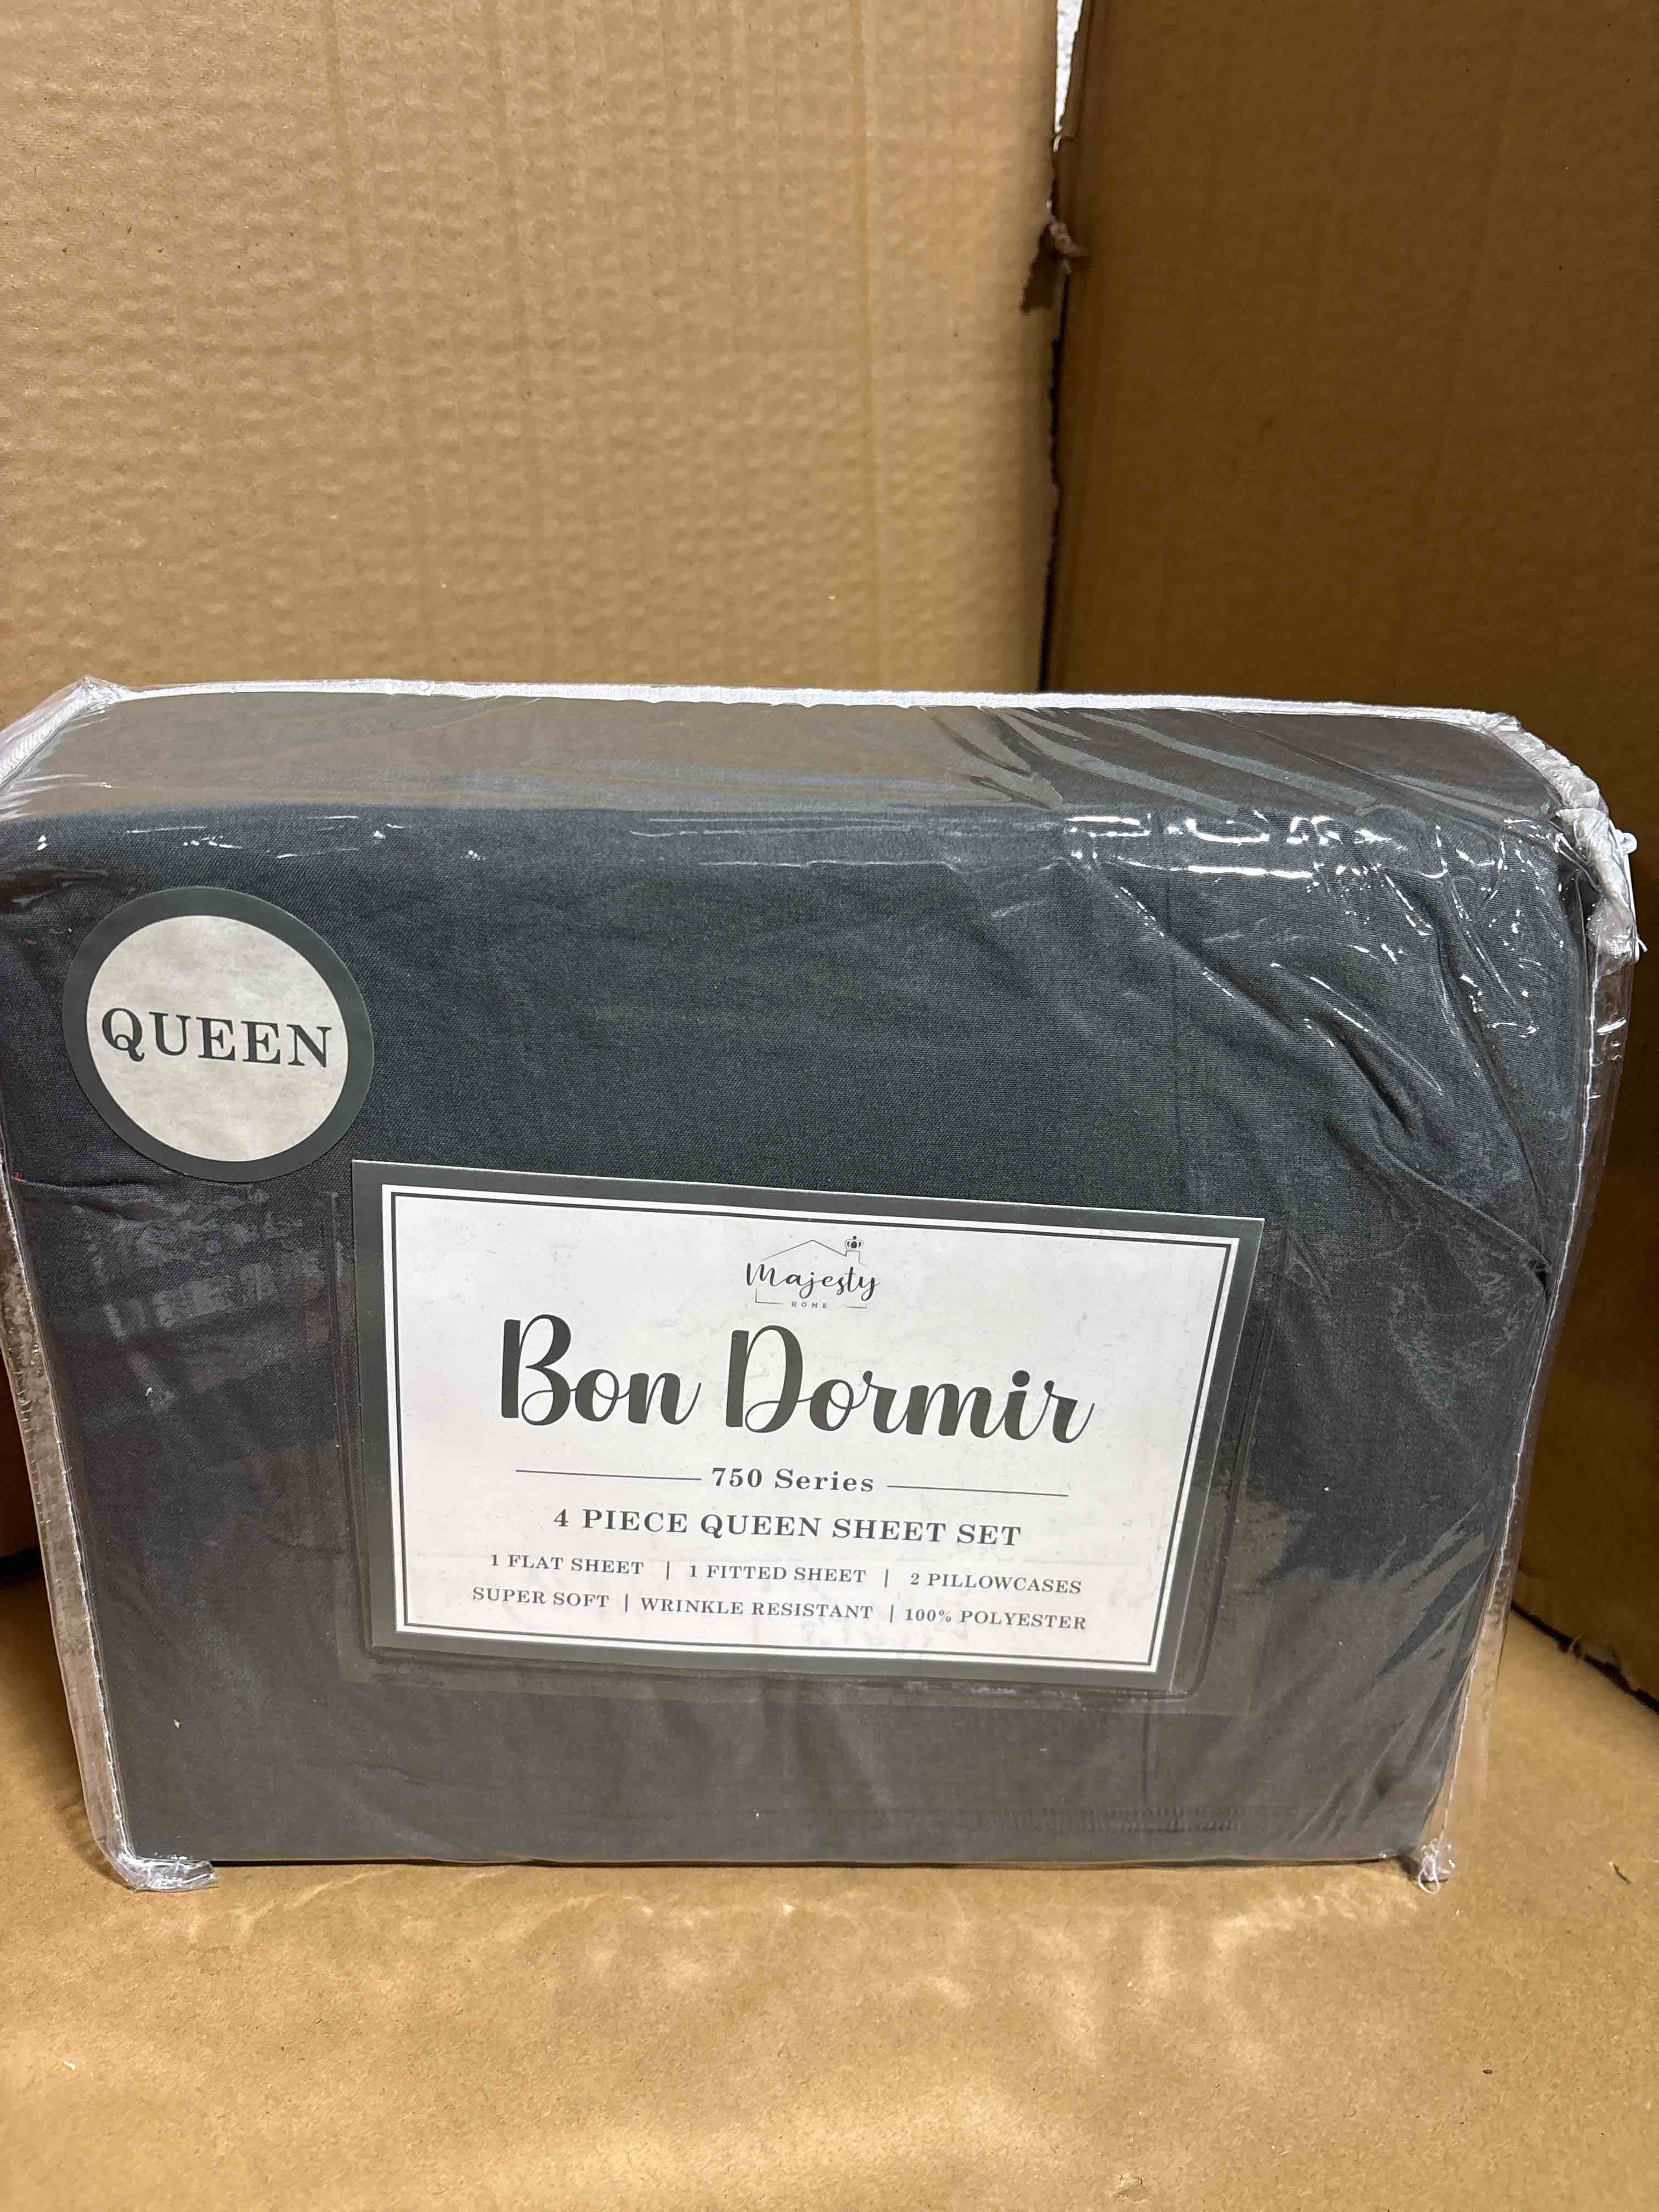 QUEEN
Majesty
HOME
Bon Dormir
750 Series
4 PIECE QUEEN SHEET SET
1 FLAT SHEET | 1 FITTED SHEET | 2 PILLOWCASES
SUPER SOFT | WRINKLE RESISTANT | 100% POLYESTER